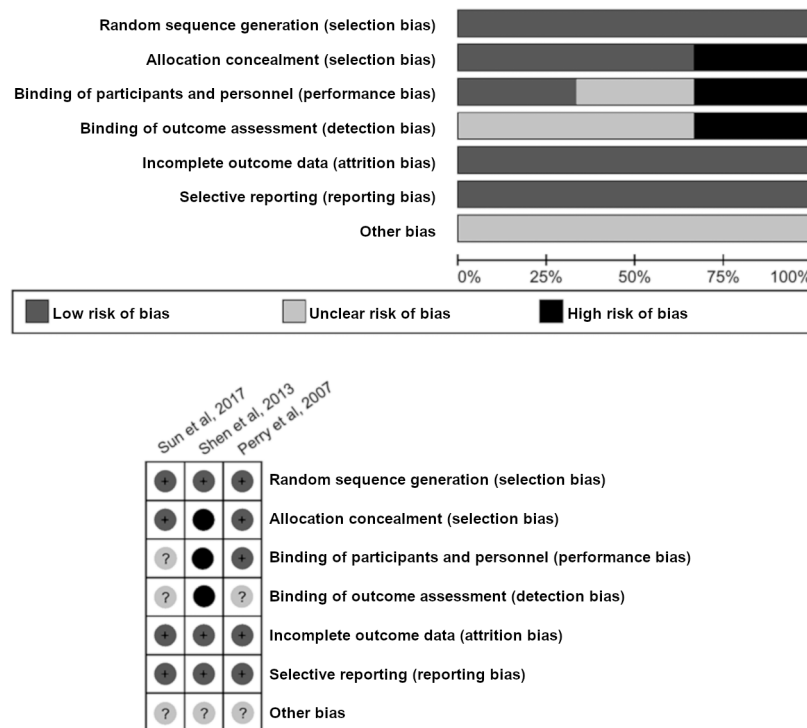 Random sequence generation (selection bias)
Allocation concealment (selection bias)
Binding of participants and personnel (performance bias)
Binding of outcome assessment (detection bias)
Incomplete outcome data (attrition bias)
Selective reporting (reporting bias)
Other bias
0% 25% 50% 75% 100%
Low risk of bias Unclear risk of bias High risk of bias
Sun et al, 2017 Shen et al, 2013 Perry et al, 2007
+ + + Random sequence generation (selection bias)
+ + Allocation concealment (selection bias)
? + Binding of participants and personnel (performance bias)
? ? Binding of outcome assessment (detection bias)
+ + + Incomplete outcome data (attrition bias)
+ + + Selective reporting (reporting bias)
? ? ? Other bias